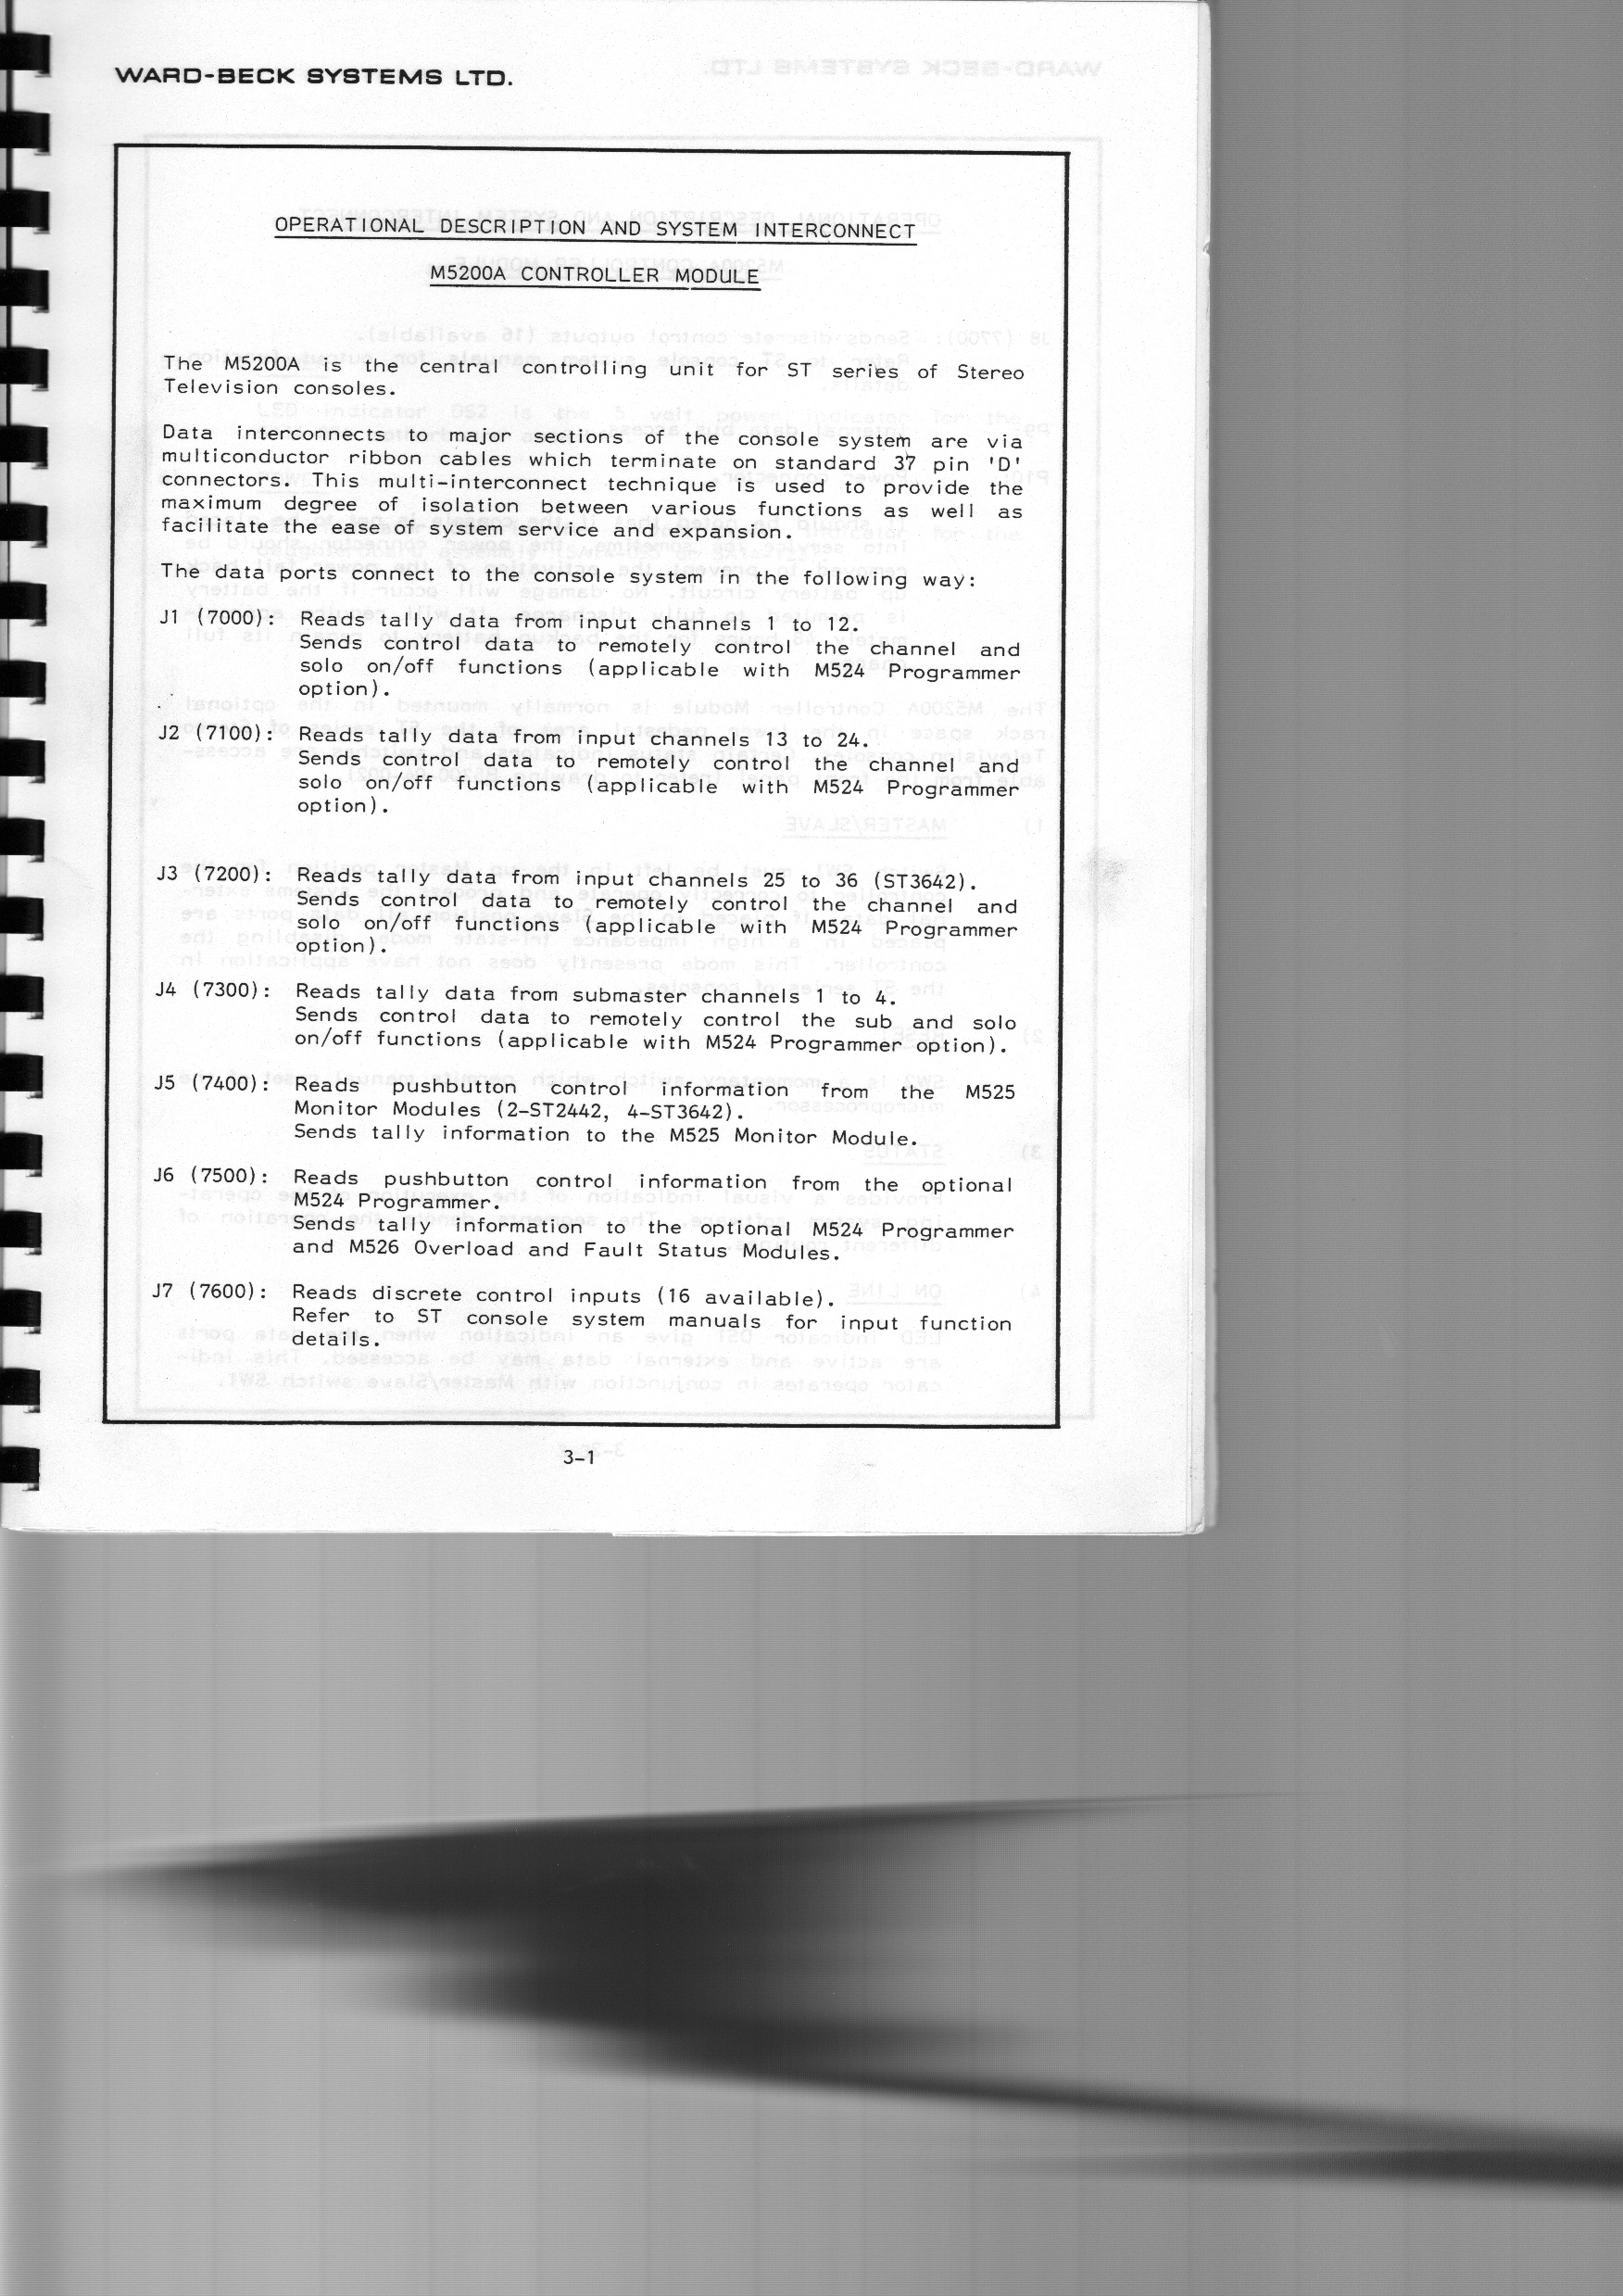 WARD-BECK SYSTEMS LTD.
OPERATIONAL DESCRIPTION AND SYSTEM INTERCONNECT
M5200A CONTROLLER MODULE
The M5200A is the central controlling unit for ST series of Stereo
Television consoles.
Data interconnects to major sections of the console system are via
multiconductor ribbon cables which terminate on standard 37 pin 'D'
connectors. This multi-interconnect technique is used to provide the
maximum degree of isolation between various functions as well as
facilitate the ease of system service and expansion.
The data ports connect to the console system in the following way:
J1 (7000): Reads tally data from input channels 1 to 12.
Sends control data to remotely control the channel and
solo on/off functions (applicable with M524 Programmer
option).
J2 (7100): Reads tally data from input channels 13 to 24.
Sends control data to remotely control the channel and
solo on/off functions (applicable with M524 Programmer
option).
J3 (7200): Reads tally data from input channels 25 to 36 (ST3642).
Sends control data to remotely control the channel and
solo on/off functions (applicable with M524 Programmer
option).
J4 (7300): Reads tally data from submaster channels 1 to 4.
Sends control data to remotely control the sub and solo
on/off functions (applicable with M524 Programmer option).
J5 (7400): Reads pushbutton control information from the M525
Monitor Modules (2-ST2442, 4-ST3642).
Sends tally information to the M525 Monitor Module.
J6 (7500): Reads pushbutton control information from the optional
M524 Programmer.
Sends tally information to the optional M524 Programmer
and M526 Overload and Fault Status Modules.
J7 (7600): Reads discrete control inputs (16 available).
Refer to ST console system manuals for input function
details.
3-1